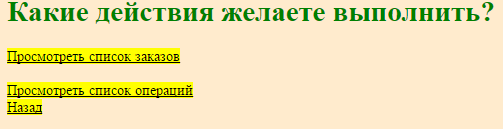 Какие действия желаете выполнить?
Просмотреть список заказов
Просмотреть список операций
Назад